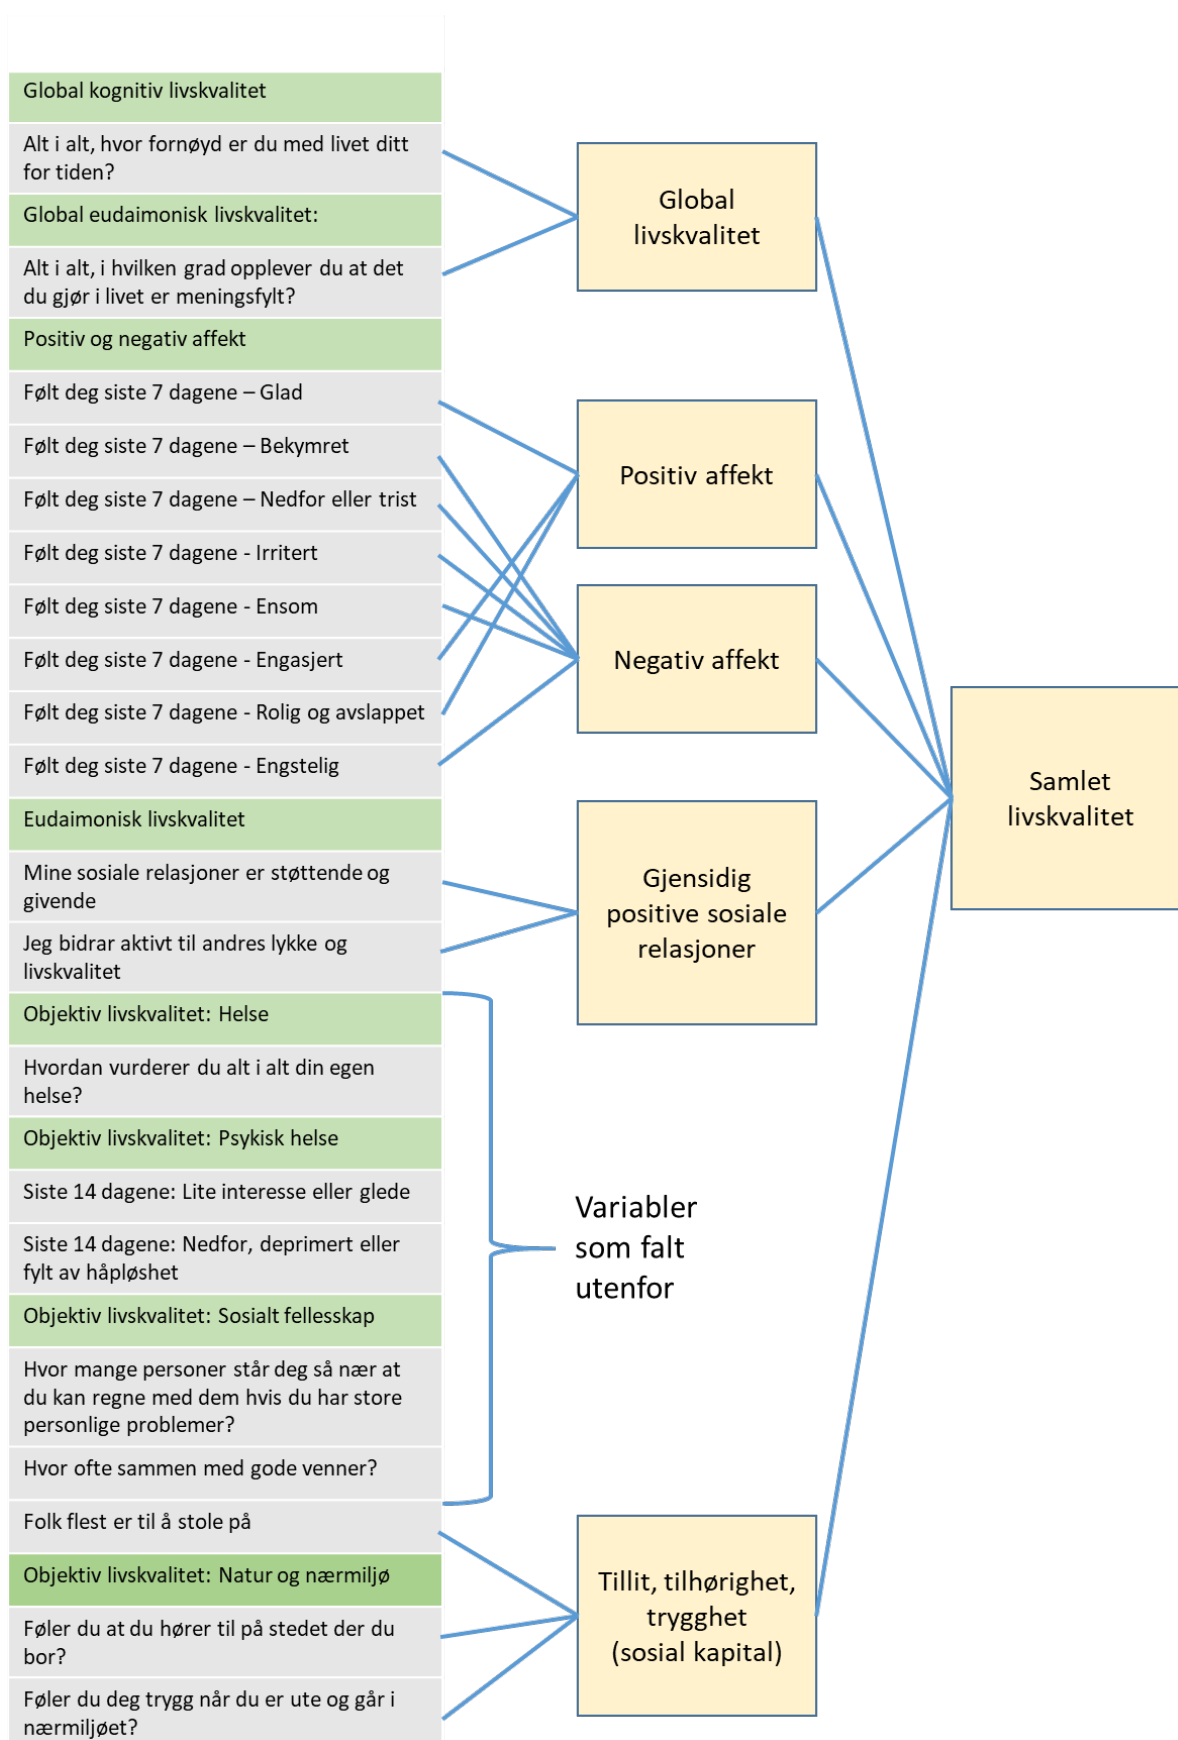 Global kognitiv livskvalitet
Alt i alt, hvor fornøyd er du med livet ditt
for tiden?
Global eudaimonisk livskvalitet:
Alt i alt, i hvilken grad opplever du at det
du gjør i livet er meningsfylt?
Positiv og negativ affekt
Følt deg siste 7 dagene – Glad
Følt deg siste 7 dagene – Bekymret
Følt deg siste 7 dagene – Nedfor eller trist
Følt deg siste 7 dagene - Irritert
Følt deg siste 7 dagene - Ensom
Følt deg siste 7 dagene - Engasjert
Følt deg siste 7 dagene - Rolig og avslappet
Følt deg siste 7 dagene - Engstelig
Eudaimonisk livskvalitet
Mine sosiale relasjoner er støttende og
givende
Jeg bidrar aktivt til andres lykke og
livskvalitet
Objektiv livskvalitet: Helse
Hvordan vurderer du alt i alt din egen
helse?
Objektiv livskvalitet: Psykisk helse
Siste 14 dagene: Lite interesse eller glede
Siste 14 dagene: Nedfor, deprimert eller
fylt av håpløshet
Objektiv livskvalitet: Sosialt fellesskap
Hvor mange personer står deg så nær at
du kan regne med dem hvis du har store
personlige problemer?
Hvor ofte sammen med gode venner?
Folk flest er til å stole på
Objektiv livskvalitet: Natur og nærmiljø
Føler du at du hører til på stedet der du
bor?
Føler du deg trygg når du er ute og går i
nærmiljøet?
Global
livskvalitet
Positiv affekt
Negativ affekt
Gjensidig
positive sosiale
relasjoner
Variabler
som falt
utenfor
Tillit, tilhørighet,
trygghet
(sosial kapital)
Samlet
livskvalitet